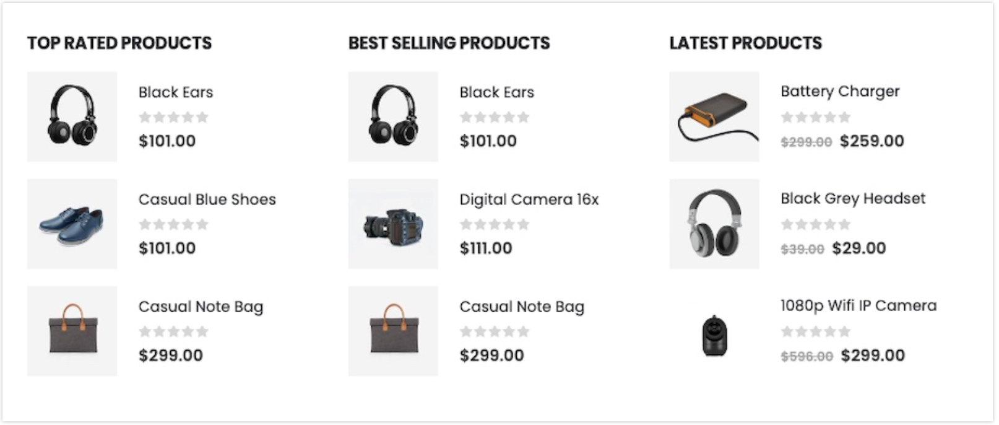 TOP RATED PRODUCTS
Black Ears
$101.00
Casual Blue Shoes
$101.00
Casual Note Bag
$299.00
BEST SELLING PRODUCTS
Black Ears
$101.00
Digital Camera 16x
$111.00
Casual Note Bag
$299.00
LATEST PRODUCTS
Battery Charger
$299.00 $259.00
Black Grey Headset
$39.00 $29.00
1080p Wifi IP Camera
$596.00 $299.00